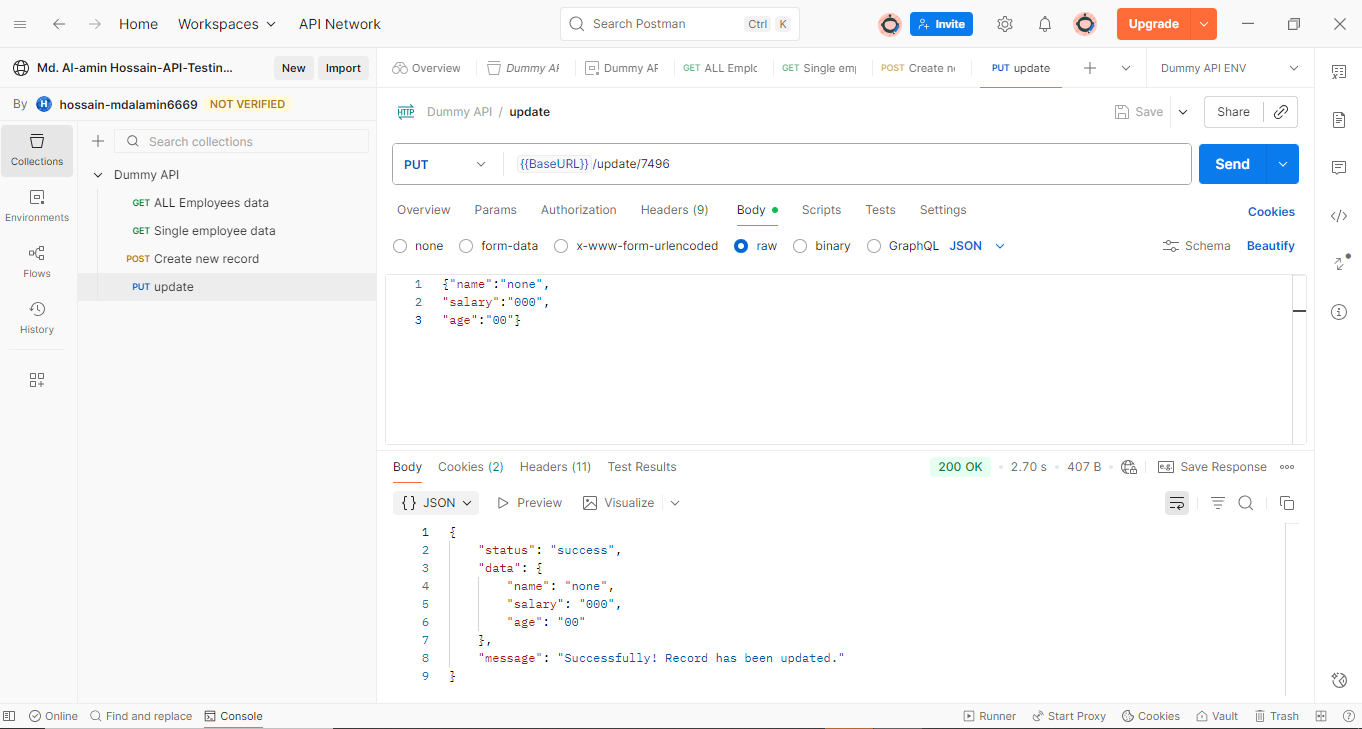 Home Workspaces API Network Search Postman Ctrl K Invite Upgrade
Md. Al-amin Hossain-API-Testin... New Import
By H hossain-mdalamin6669 NOT VERIFIED
Overview Dummy AP Dummy AP GET ALL Emplo GET Single emp POST Create ne PUT update Dummy API ENV
Collections
Environments
Flows
History
Search collections
Dummy API
GET ALL Employees data
GET Single employee data
POST Create new record
PUT update
HTTP Dummy API / update Save Share
PUT {{BaseURL}}/update/7496 Send
Overview Params Authorization Headers (9) Body Scripts Tests Settings Cookies
none form-data x-www-form-urlencoded raw binary GraphQL JSON Schema Beautify
1 {"name":"none",
2 "salary":"000",
3 "age":"00"}
Body Cookies (2) Headers (11) Test Results 200 OK 2.70 s 407 B e.g. Save Response
{} JSON Preview Visualize
1 {
2 "status": "success",
3 "data": {
4 "name": "none",
5 "salary": "000",
6 "age": "00"
7 },
8 "message": "Successfully! Record has been updated."
9 }
Online Find and replace Console Runner Start Proxy Cookies Vault Trash